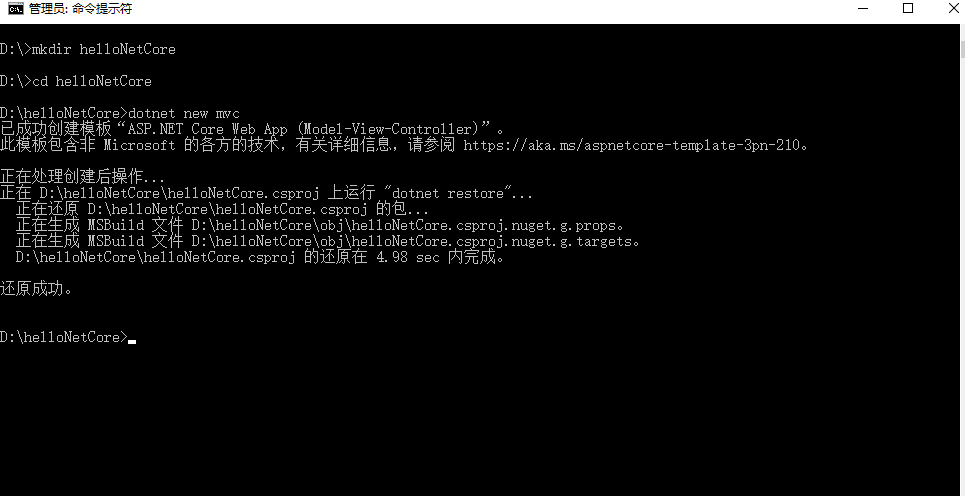 管理员: 命令提示符
D:\>mkdir helloNetCore
D:\>cd helloNetCore
D:\helloNetCore>dotnet new mvc
已成功创建模板“ASP.NET Core Web App (Model-View-Controller)”。
此模板包含非 Microsoft 的各方的技术，有关详细信息，请参阅 https://aka.ms/aspnetcore-template-3pn-210。
正在处理创建后操作...
正在 D:\helloNetCore\helloNetCore.csproj 上运行 "dotnet restore"...
  正在还原 D:\helloNetCore\helloNetCore.csproj 的包...
  正在生成 MSBuild 文件 D:\helloNetCore\obj\helloNetCore.csproj.nuget.g.props。
  正在生成 MSBuild 文件 D:\helloNetCore\obj\helloNetCore.csproj.nuget.g.targets。
  D:\helloNetCore\helloNetCore.csproj 的还原在 4.98 sec 内完成。
还原成功。
D:\helloNetCore>